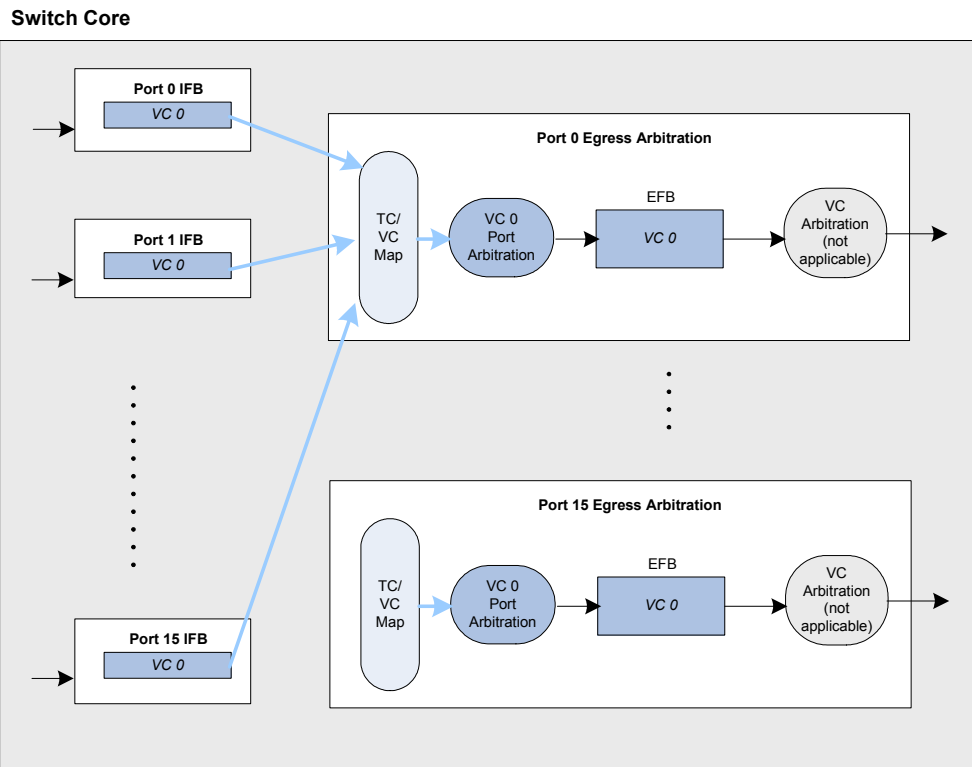 Switch Core
Port 0 IFB
VC 0
Port 1 IFB
VC 0
Port 15 IFB
VC 0
Port 0 Egress Arbitration
TC/
VC
Map
VC 0
Port
Arbitration
EFB
VC 0
VC
Arbitration
(not
applicable)
Port 15 Egress Arbitration
TC/
VC
Map
VC 0
Port
Arbitration
EFB
VC 0
VC
Arbitration
(not
applicable)